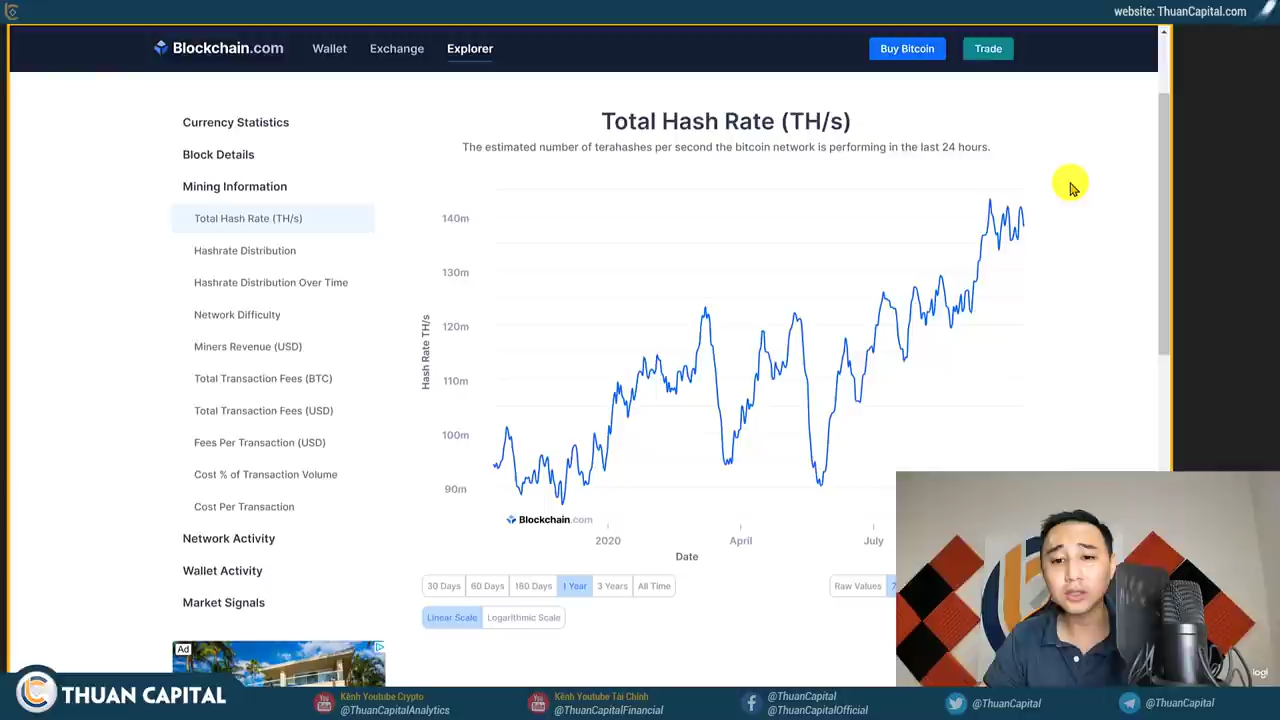 website: ThuanCapital.com
Blockchain.com Wallet Exchange Explorer Buy Bitcoin Trade
Currency Statistics
Block Details
Mining Information
Total Hash Rate (TH/s)
Hashrate Distribution
Hashrate Distribution Over Time
Network Difficulty
Miners Revenue (USD)
Total Transaction Fees (BTC)
Total Transaction Fees (USD)
Fees Per Transaction (USD)
Cost % of Transaction Volume
Cost Per Transaction
Network Activity
Wallet Activity
Market Signals
Ad
Total Hash Rate (TH/s)
The estimated number of terahashes per second the bitcoin network is performing in the last 24 hours.
140m
130m
120m
110m
100m
90m
Hash Rate TH/s
Blockchain.com
2020 April July
Date
30 Days 60 Days 180 Days 1 Year 3 Years All Time Raw Values 7
Linear Scale Logarithmic Scale
logi
THUAN CAPITAL
Kênh Youtube Crypto
@ThuanCapitalAnalytics
Kênh Youtube Tài Chính
@ThuanCapitalFinancial
@ThuanCapital
@ThuanCapitalOfficial
@ThuanCapital
@ThuanCapital